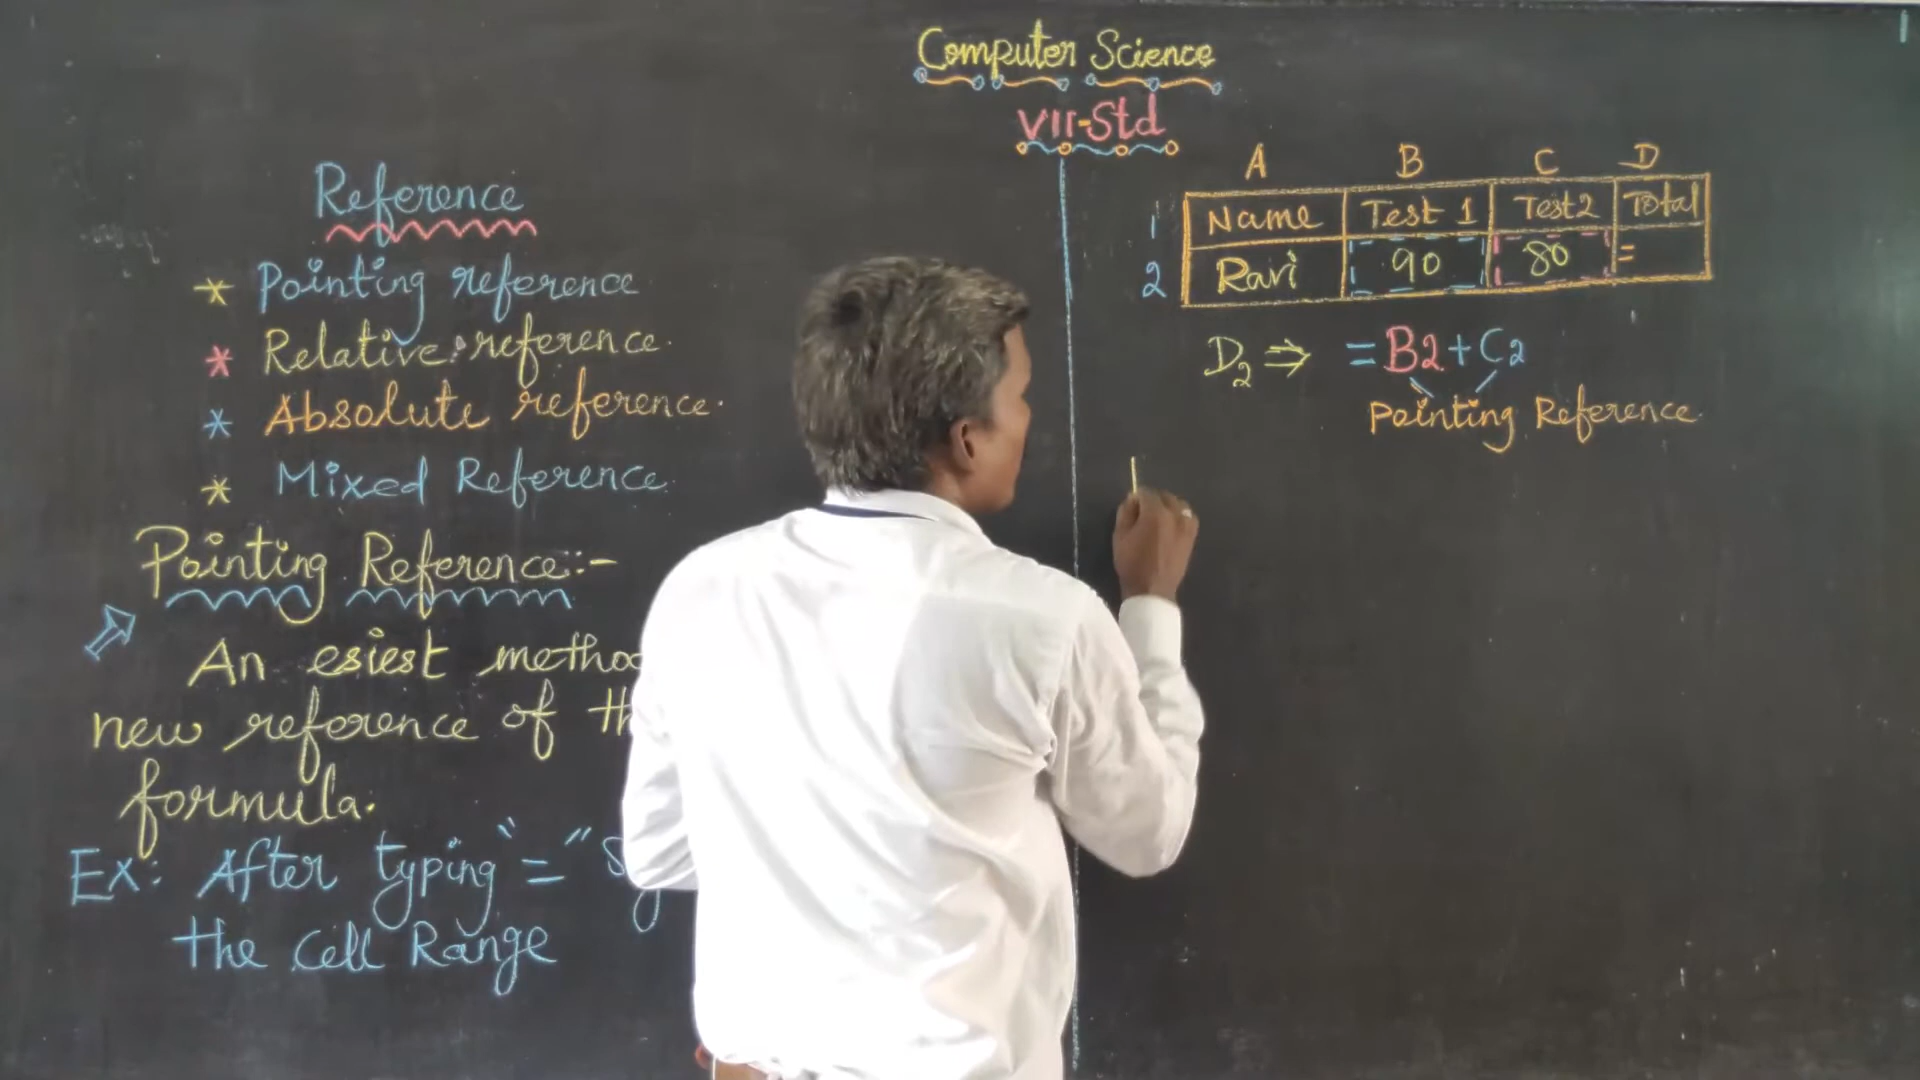 Computer Science
VII-Std
Reference
* Pointing reference
* Relative reference.
* Absolute reference.
* Mixed Reference.
Pointing Reference:-
An esiest
new reference of
formula.
Ex: After typing "="
the Cell Range
A B C D
1 Name Test 1 Test2 Total
2 Ravi 90 80 =
D2 ⇒ =B2+C2
Pointing Reference.